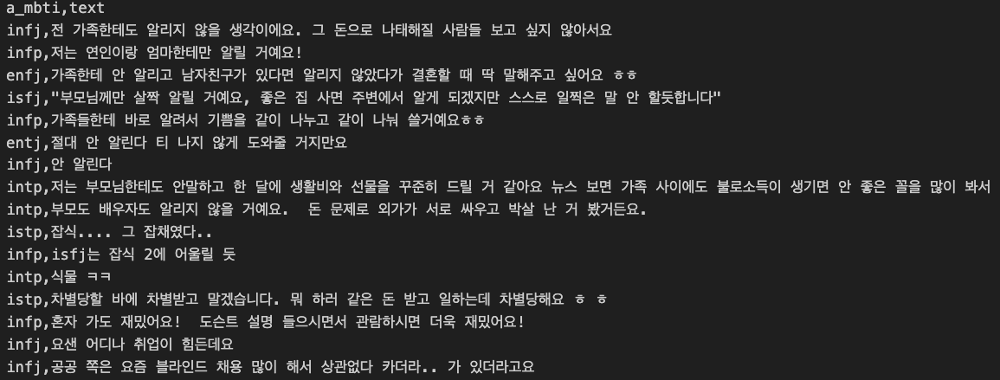 a_mbti,text
infj,전 가족한테도 알리지 않을 생각이에요. 그 돈으로 나태해질 사람들 보고 싶지 않아서요
infp,저는 연인이랑 엄마한테만 알릴 거예요!
enfj,가족한테 안 알리고 남자친구가 있다면 알리지 않았다가 결혼할 때 딱 말해주고 싶어요 ㅎㅎ
isfj,"부모님께만 살짝 알릴 거예요, 좋은 집 사면 주변에서 알게 되겠지만 스스로 일찍은 말 안 할듯합니다"
infp,가족들한테 바로 알려서 기쁨을 같이 나누고 같이 나눠 쓸거예요ㅎㅎ
entj,절대 안 알린다 티 나지 않게 도와줄 거지만요
infj,안 알린다
intp,저는 부모님한테도 안말하고 한 달에 생활비와 선물을 꾸준히 드릴 거 같아요 뉴스 보면 가족 사이에도 불로소득이 생기면 안 좋은 꼴을 많이 봐서
intp,부모도 배우자도 알리지 않을 거예요.  돈 문제로 외가가 서로 싸우고 박살 난 거 봤거든요.
istp,잡식.... 그 잡채였다..
infp,isfj는 잡식 2에 어울릴 듯
intp,식물 ㅋㅋ
istp,차별당할 바에 차별받고 말겠습니다. 뭐 하러 같은 돈 받고 일하는데 차별당해요 ㅎ ㅎ
infp,혼자 가도 재밌어요!  도슨트 설명 들으시면서 관람하시면 더욱 재밌어요!
infj,요샌 어디나 취업이 힘든데요
infj,공공 쪽은 요즘 블라인드 채용 많이 해서 상관없다 카더라.. 가 있더라고요